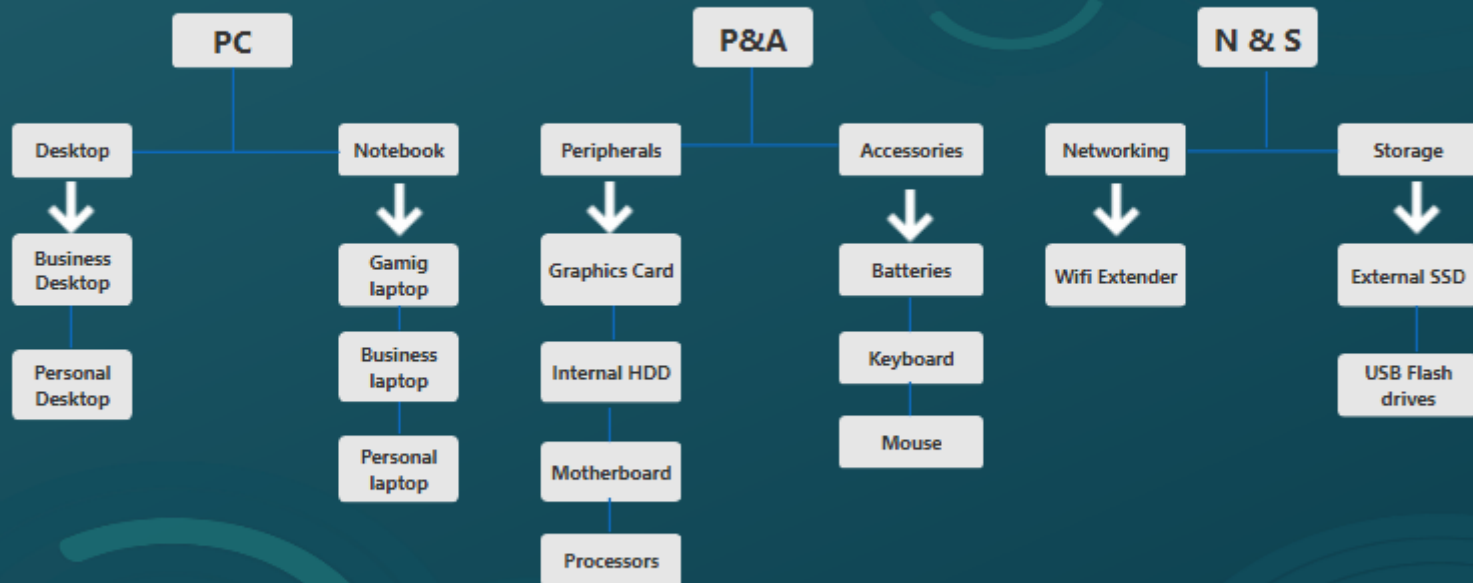 PC
P&A
N & S
Desktop
Notebook
Peripherals
Accessories
Networking
Storage
Business
Desktop
Personal
Desktop
Gamig
laptop
Business
laptop
Personal
laptop
Graphics Card
Internal HDD
Motherboard
Processors
Batteries
Keyboard
Mouse
Wifi Extender
External SSD
USB Flash
drives